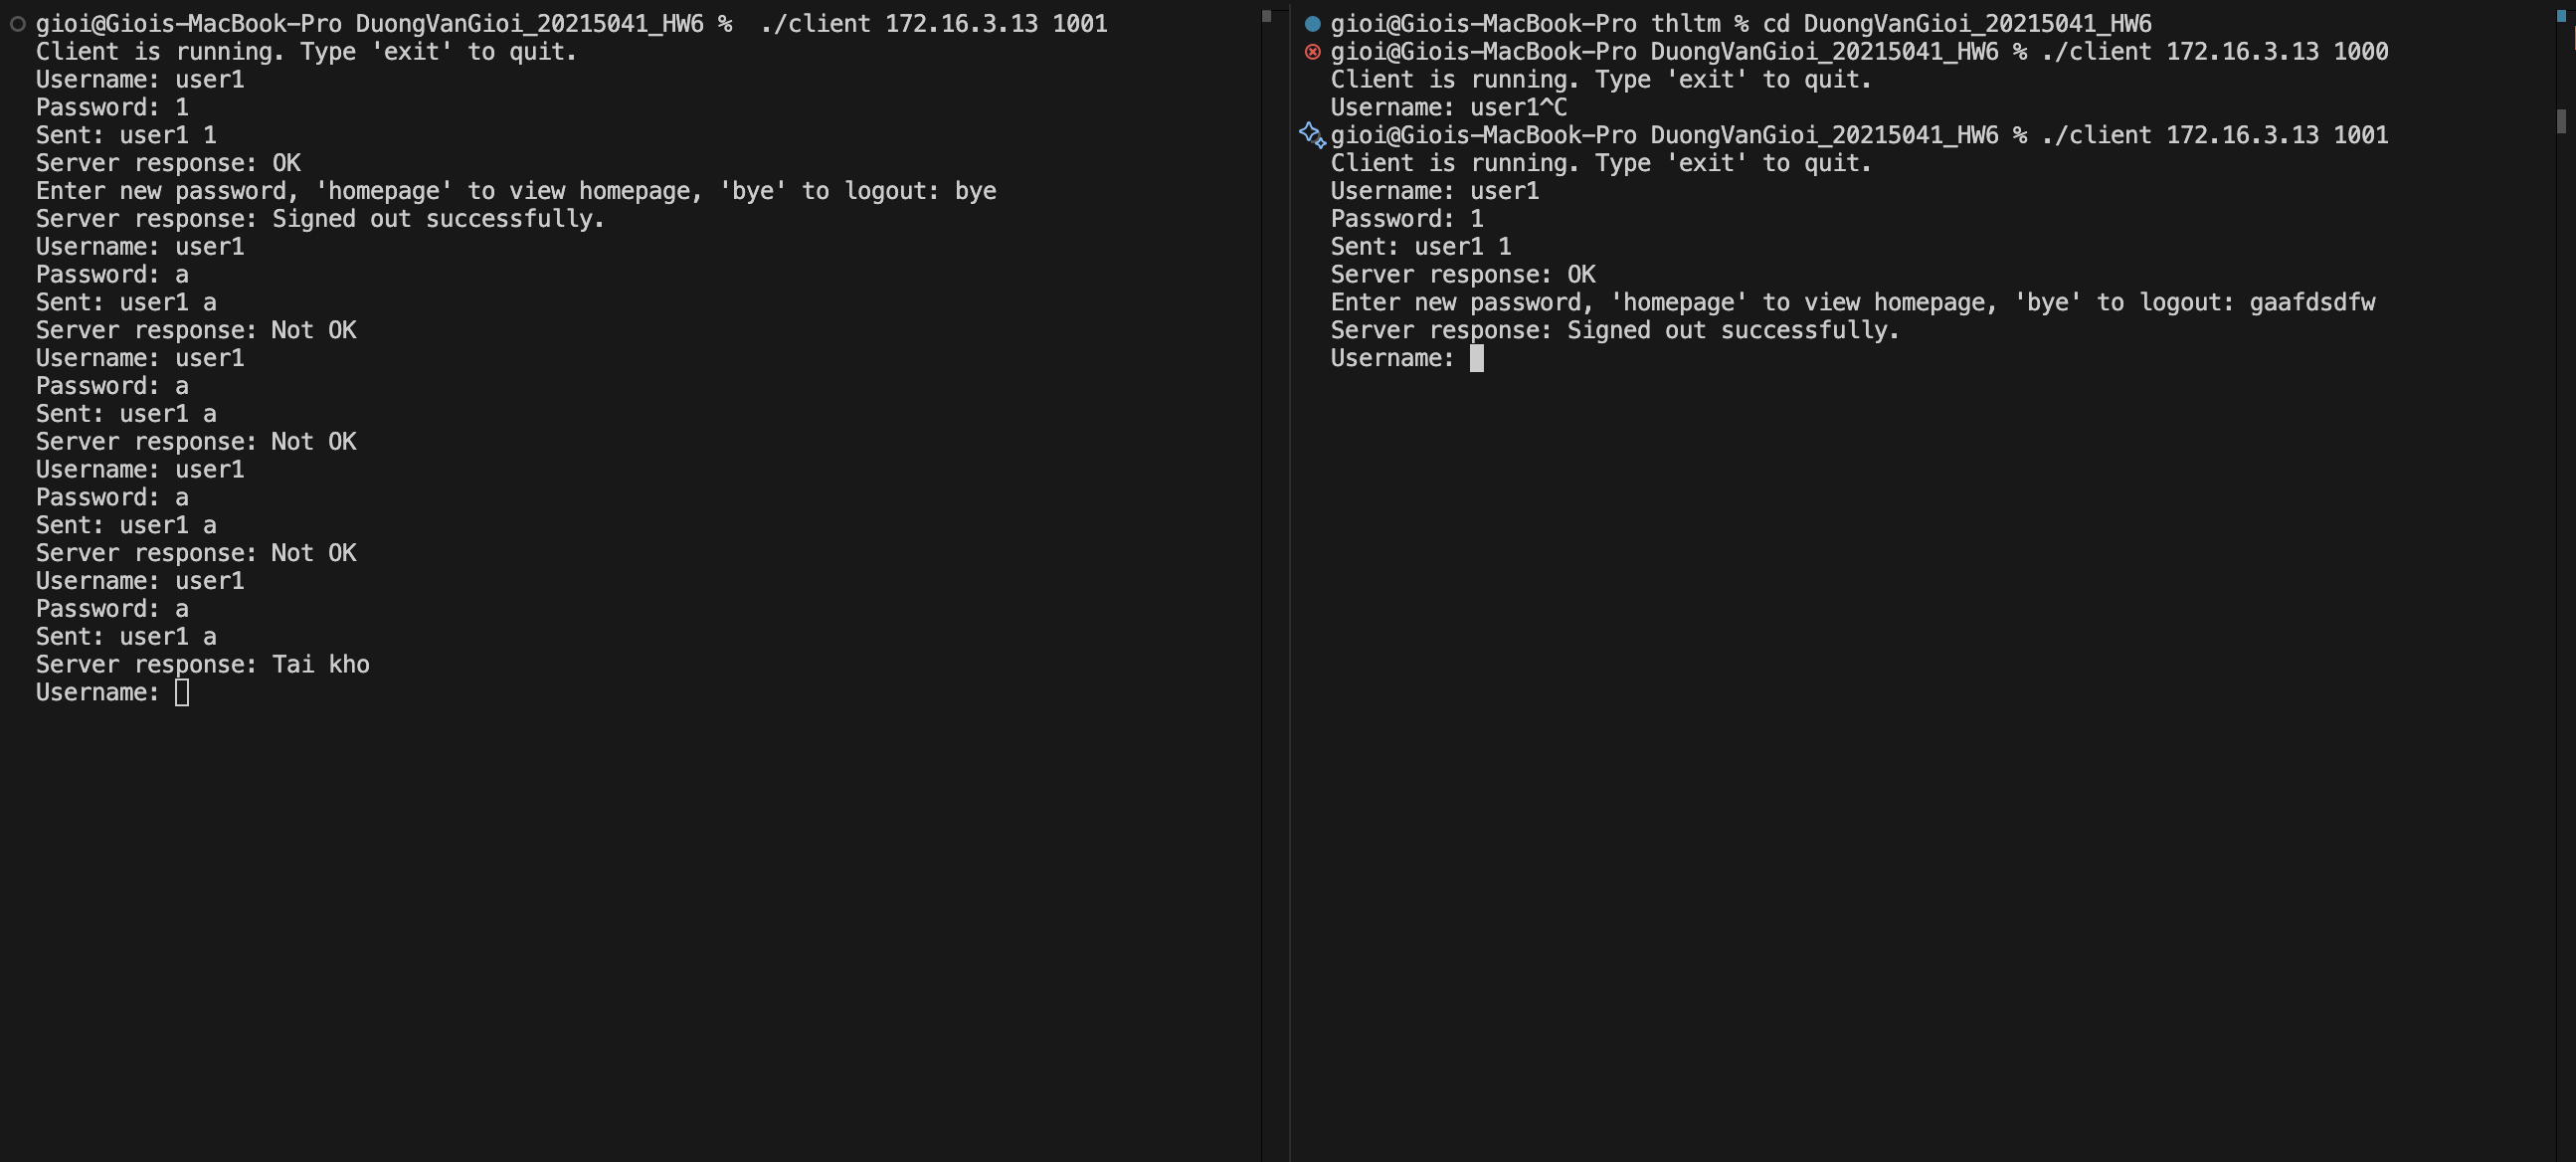 gioi@Giois-MacBook-Pro DuongVanGioi_20215041_HW6 %  ./client 172.16.3.13 1001
Client is running. Type 'exit' to quit.
Username: user1
Password: 1
Sent: user1 1
Server response: OK
Enter new password, 'homepage' to view homepage, 'bye' to logout: bye
Server response: Signed out successfully.
Username: user1
Password: a
Sent: user1 a
Server response: Not OK
Username: user1
Password: a
Sent: user1 a
Server response: Not OK
Username: user1
Password: a
Sent: user1 a
Server response: Not OK
Username: user1
Password: a
Sent: user1 a
Server response: Tai kho
Username:
gioi@Giois-MacBook-Pro thltm % cd DuongVanGioi_20215041_HW6
gioi@Giois-MacBook-Pro DuongVanGioi_20215041_HW6 % ./client 172.16.3.13 1000
Client is running. Type 'exit' to quit.
Username: user1^C
gioi@Giois-MacBook-Pro DuongVanGioi_20215041_HW6 % ./client 172.16.3.13 1001
Client is running. Type 'exit' to quit.
Username: user1
Password: 1
Sent: user1 1
Server response: OK
Enter new password, 'homepage' to view homepage, 'bye' to logout: gaafdsdfw
Server response: Signed out successfully.
Username: